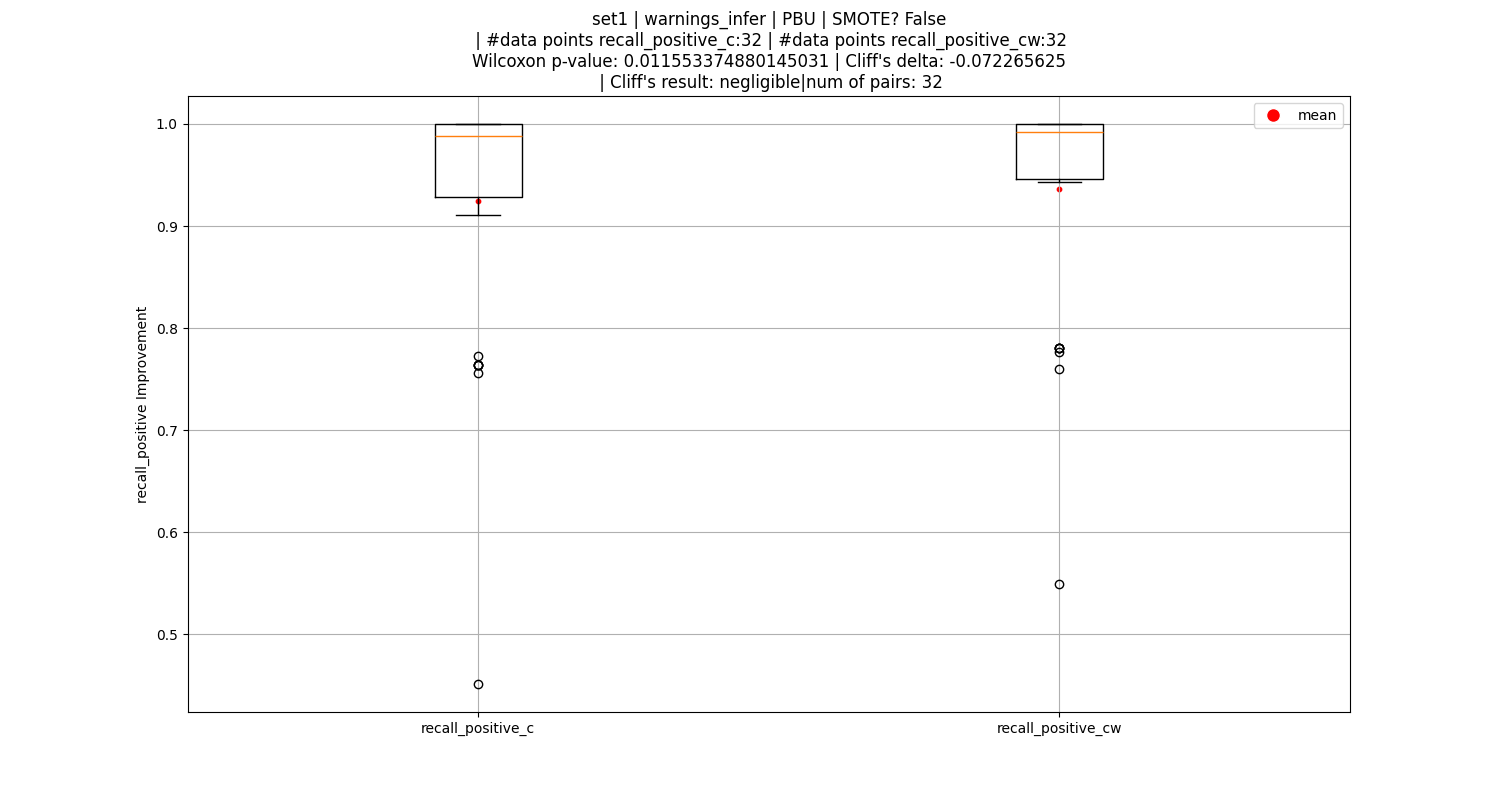 set1 | warnings_infer | PBU | SMOTE? False
| #data points recall_positive_c:32 | #data points recall_positive_cw:32
Wilcoxon p-value: 0.011553374880145031 | Cliff's delta: -0.072265625
| Cliff's result: negligible|num of pairs: 32
mean
1.0
0.9
0.8
0.7
0.6
0.5
recall_positive Improvement
recall_positive_c
recall_positive_cw